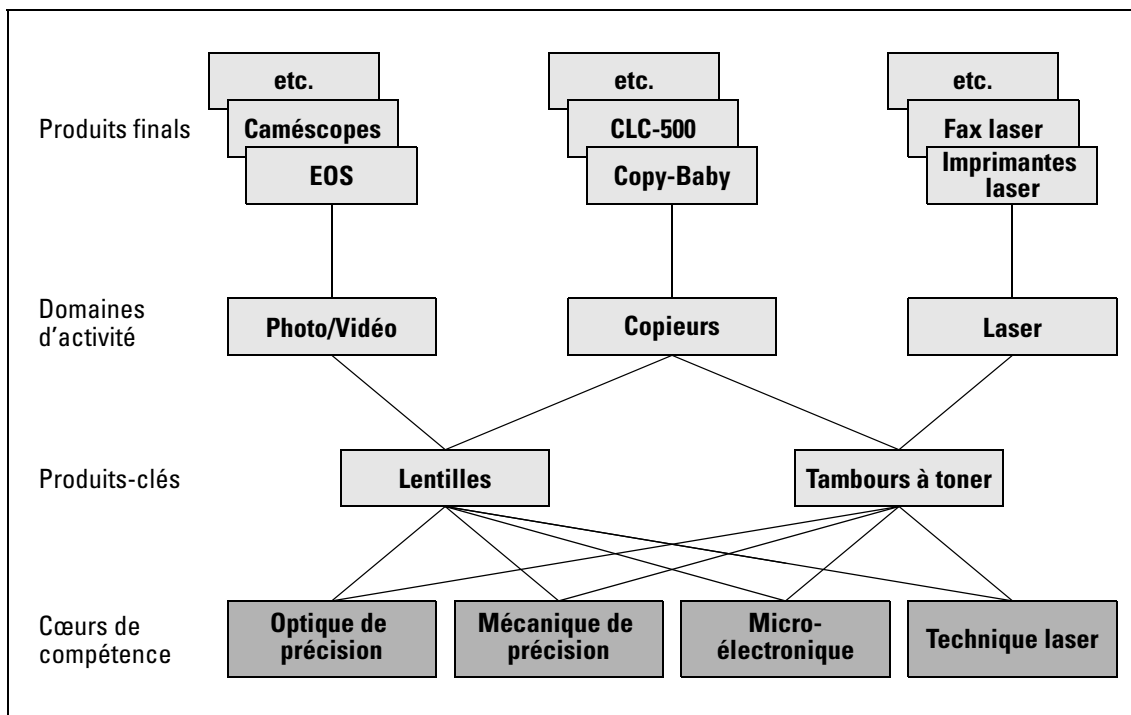 etc.
etc.
etc.
Produits finals
Caméscopes
CLC-500
Fax laser
EOS
Copy-Baby
Imprimantes
laser
Domaines
d'activité
Photo/Vidéo
Copieurs
Laser
Produits-clés
Lentilles
Tambours à toner
Cœurs de
compétence
Optique de
précision
Mécanique de
précision
Micro-
électronique
Technique laser